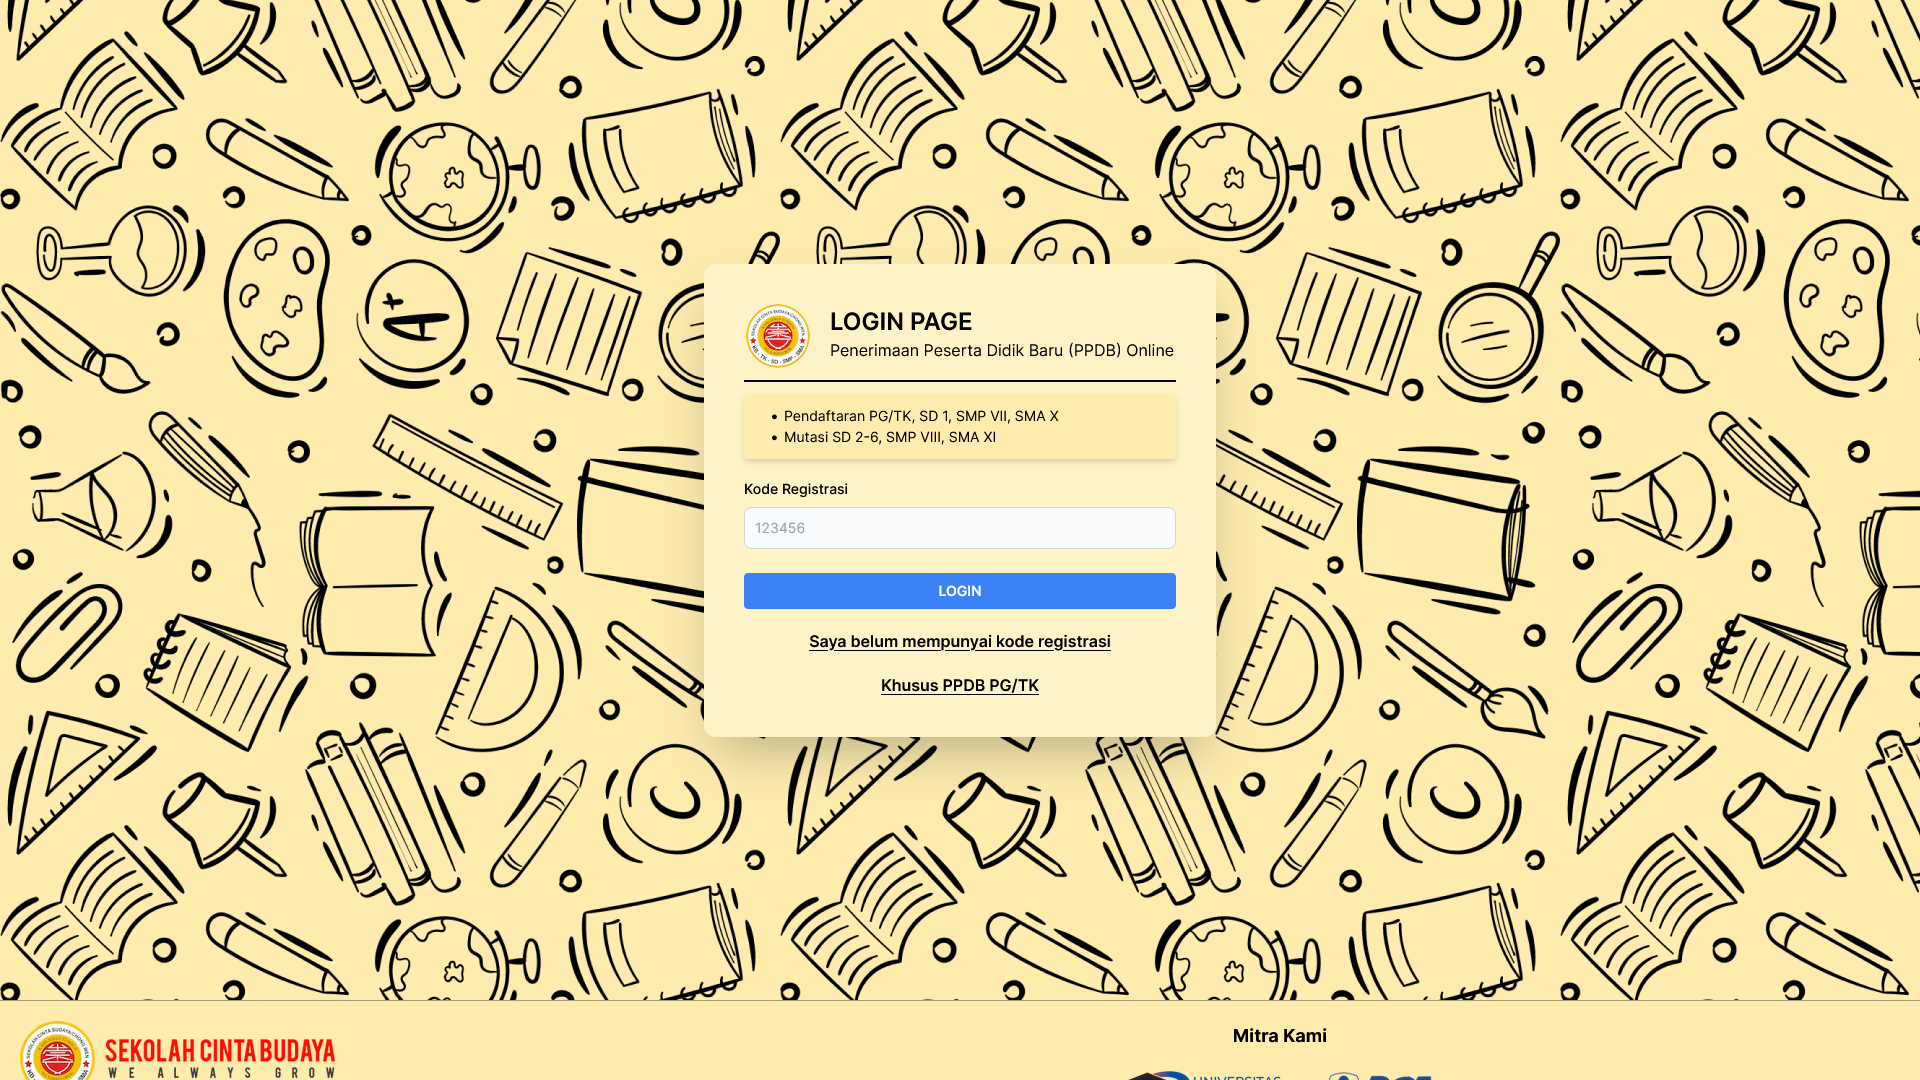 LOGIN PAGE
Penerimaan Peserta Didik Baru (PPDB) Online
• Pendaftaran PG/TK, SD 1, SMP VII, SMA X
• Mutasi SD 2-6, SMP VIII, SMA XI
Kode Registrasi
123456
LOGIN
Saya belum mempunyai kode registrasi
Khusus PPDB PG/TK
SEKOLAH CINTA BUDAYA
WE ALWAYS GROW
Mitra Kami
UNIVERSITAS